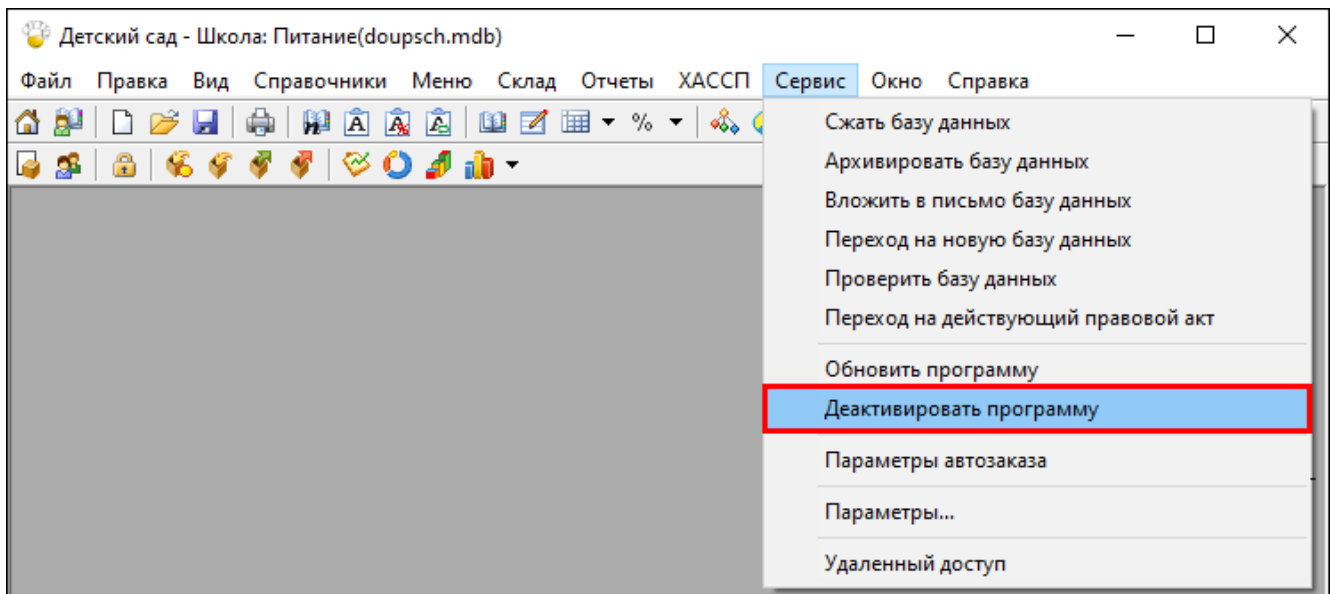 Детский сад - Школа: Питание(doupsch.mdb)
Файл Правка Вид Справочники Меню Склад Отчеты ХАССП Сервис Окно Справка
Сжать базу данных
Архивировать базу данных
Вложить в письмо базу данных
Переход на новую базу данных
Проверить базу данных
Переход на действующий правовой акт
Обновить программу
Деактивировать программу
Параметры автозаказа
Параметры...
Удаленный доступ